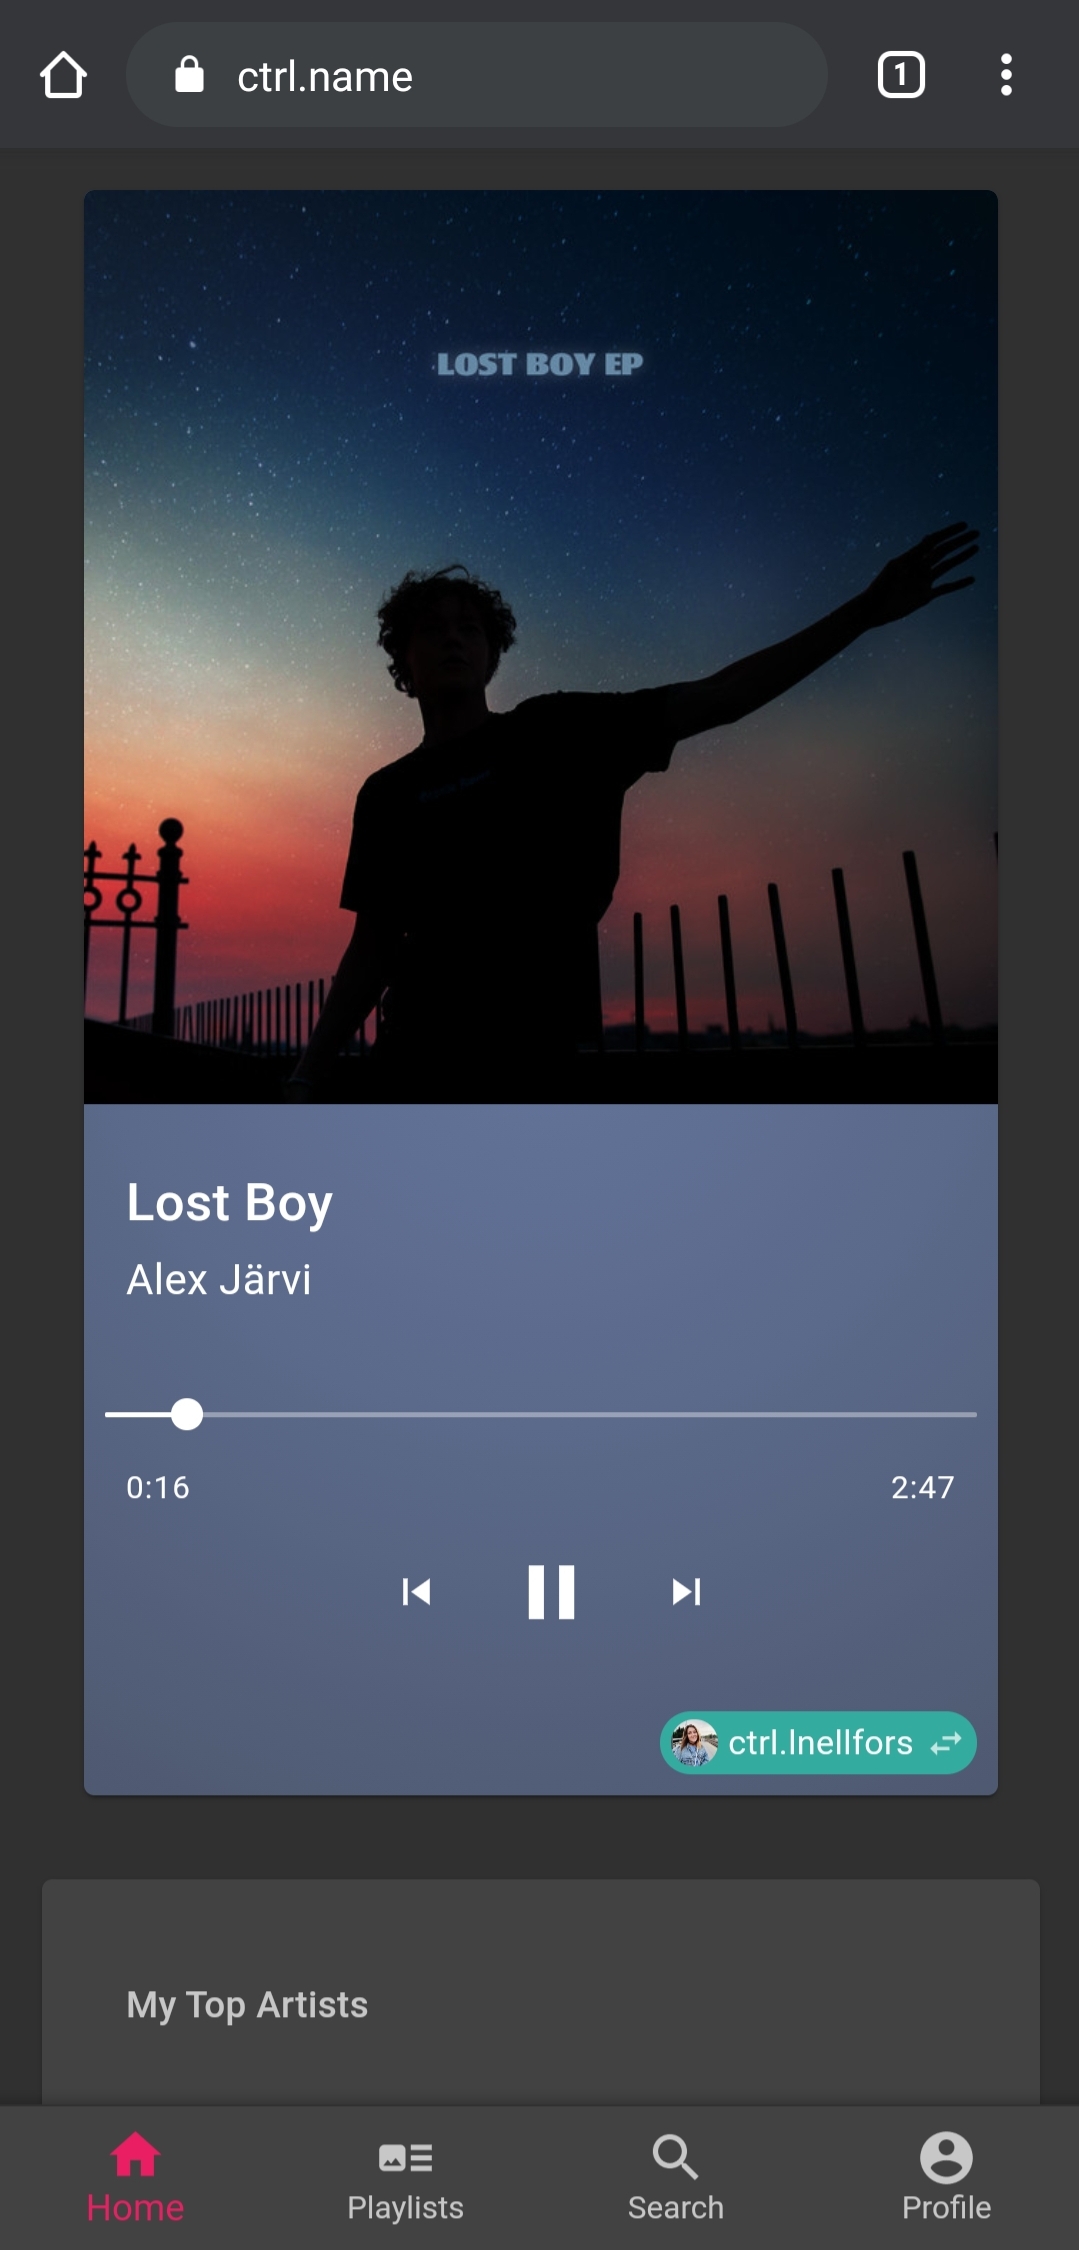 ctrl.name
1
LOST BOY EP
Lost Boy
Alex Järvi
0:16
2:47
ctrl.lnellfors
My Top Artists
Home
Playlists
Search
Profile